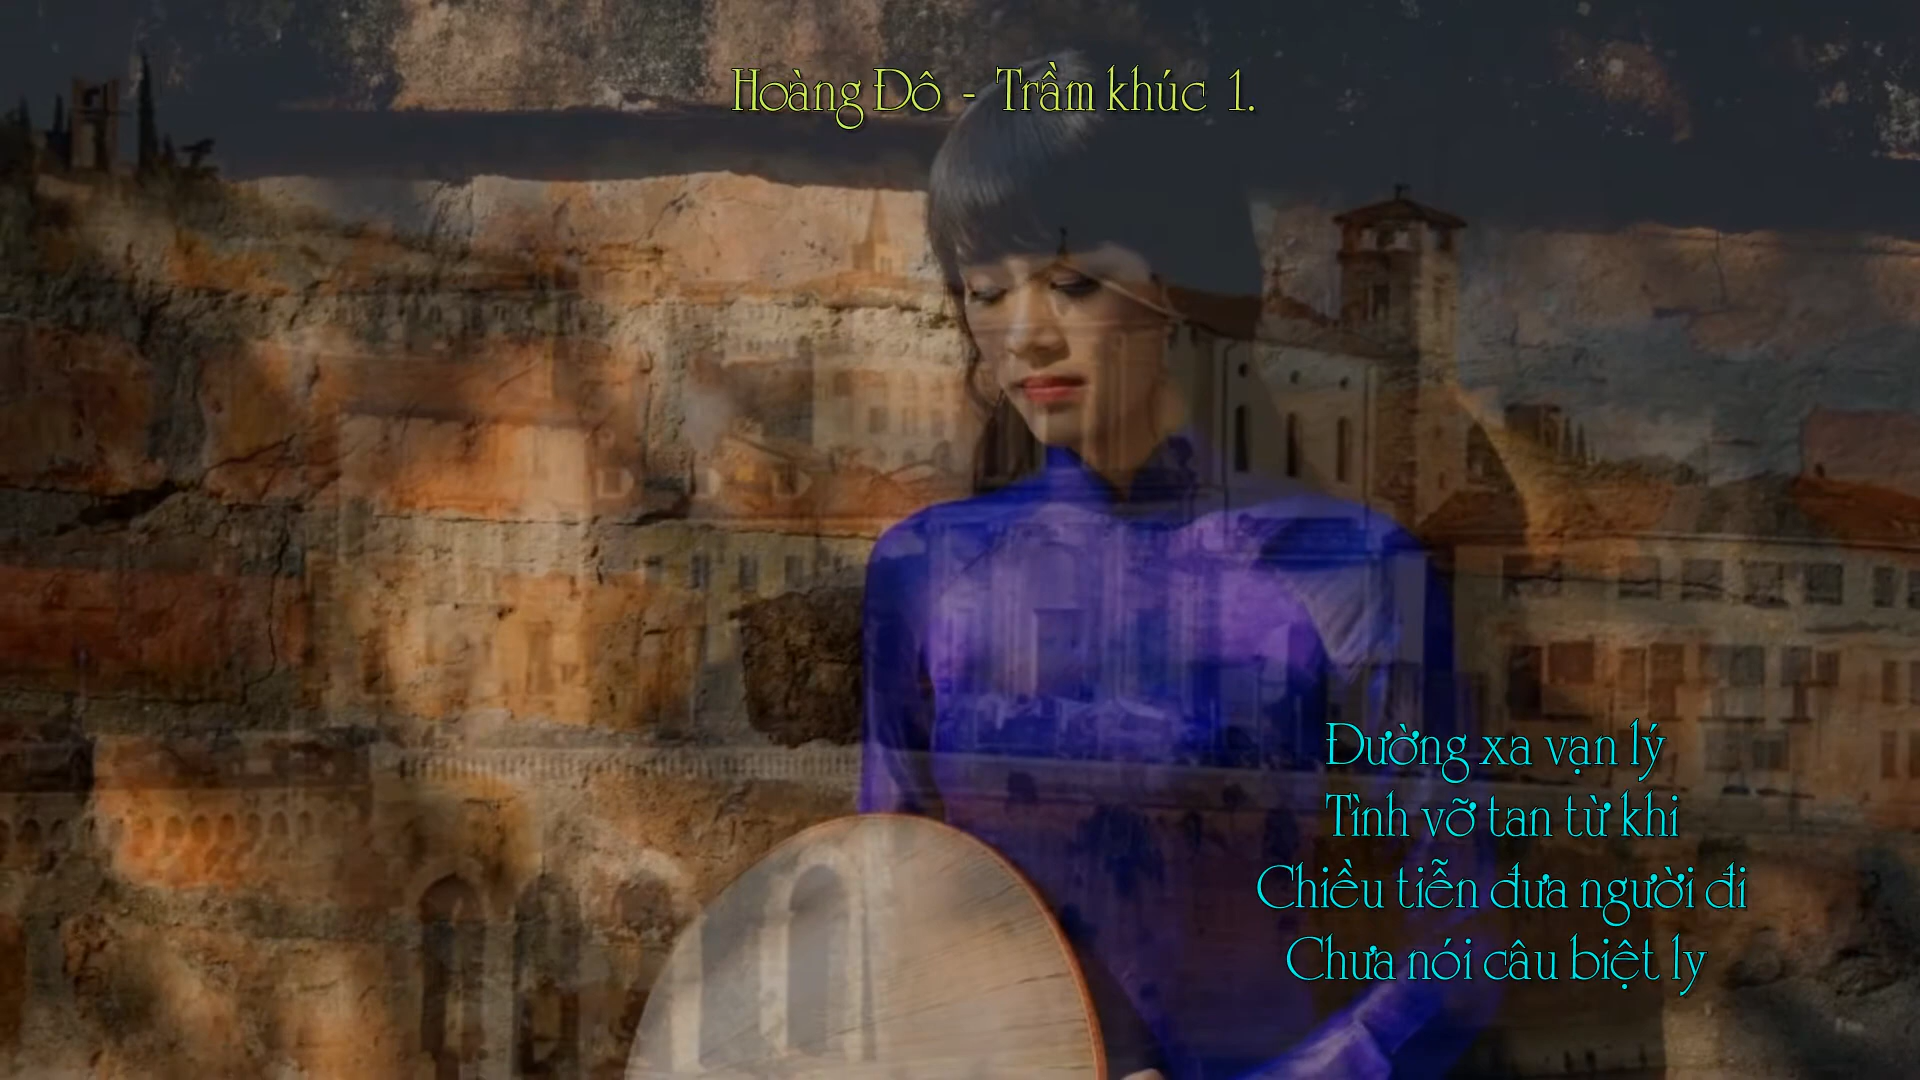 Hoàng Đô - Trầm khúc 1.
Đường xa vạn lý
Tình vỡ tan từ khi
Chiều tiễn đưa người đi
Chưa nói câu biệt ly